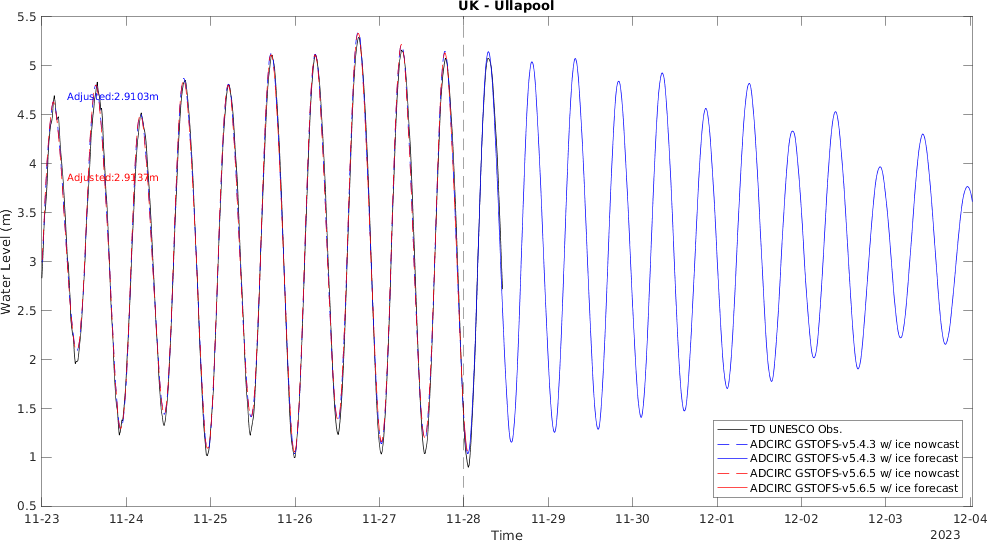 UK - Ullapool
5.5
5
4.5
4
3.5
3
2.5
2
1.5
1
0.5
Water Level (m)
Adjusted:2.9103m
Adjusted:2.9137m
TD UNESCO Obs.
ADCIRC GSTOFS-v5.4.3 w/ ice nowcast
ADCIRC GSTOFS-v5.4.3 w/ ice forecast
ADCIRC GSTOFS-v5.6.5 w/ ice nowcast
ADCIRC GSTOFS-v5.6.5 w/ ice forecast
11-23 11-24 11-25 11-26 11-27 11-28 11-29 11-30 12-01 12-02 12-03 12-04
Time
2023